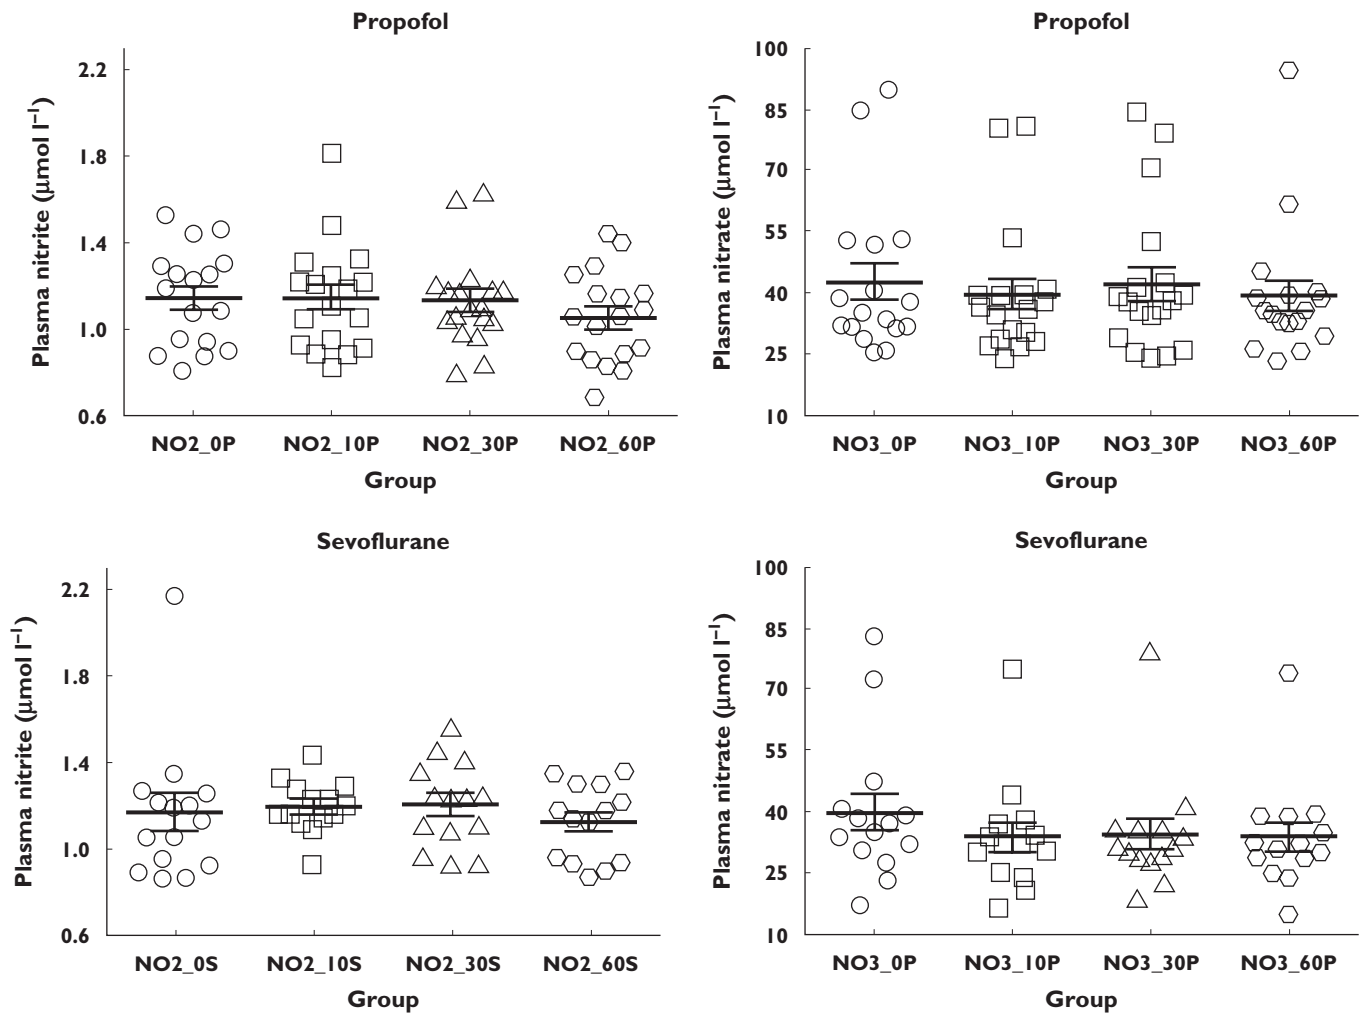 Propofol
Plasma nitrite (μmol l⁻¹)
2.2
1.8
1.4
1.0
0.6
NO2_0P NO2_10P NO2_30P NO2_60P
Group
Propofol
Plasma nitrate (μmol l⁻¹)
100
85
70
55
40
25
10
NO3_0P NO3_10P NO3_30P NO3_60P
Group
Sevoflurane
Plasma nitrite (μmol l⁻¹)
2.2
1.8
1.4
1.0
0.6
NO2_0S NO2_10S NO2_30S NO2_60S
Group
Sevoflurane
Plasma nitrate (μmol l⁻¹)
100
85
70
55
40
25
10
NO3_0P NO3_10P NO3_30P NO3_60P
Group